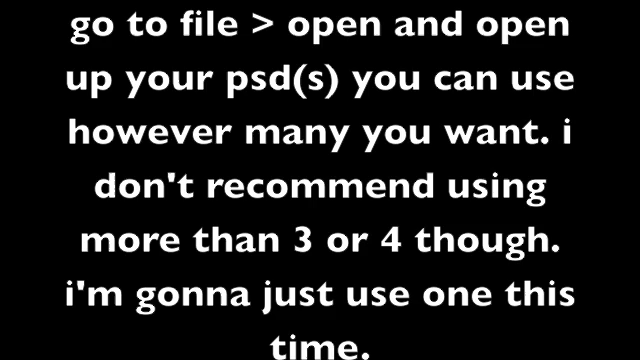 go to file > open and open
up your psd(s) you can use
however many you want. i
don't recommend using
more than 3 or 4 though.
i'm gonna just use one this
time.